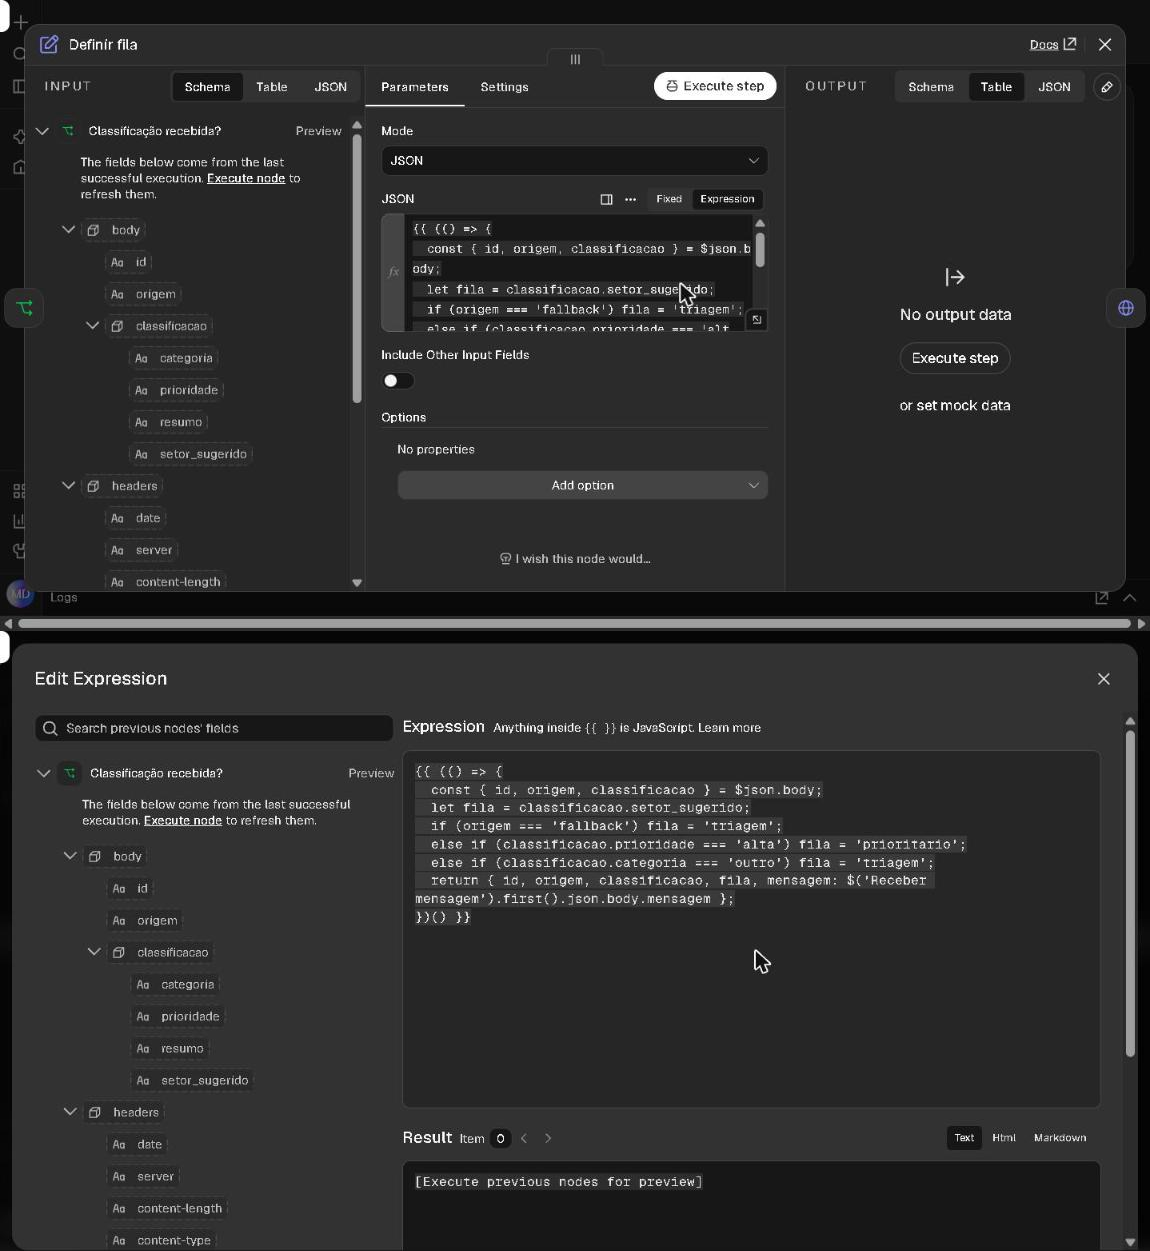 Definir fila
Docs
INPUT
Schema
Table
JSON
Parameters
Settings
Execute step
OUTPUT
Schema
Table
JSON
Classificação recebida?
Preview
The fields below come from the last
successful execution. Execute node to
refresh them.
body
id
origem
classificacao
categoria
prioridade
resumo
setor_sugerido
headers
date
server
content-length
Mode
JSON
JSON
Fixed
Expression
fx
{{ (() => {
const { id, origem, classificacao } = $json.b
ody;
let fila = classificacao.setor_sugerido;
if (origem === 'fallback') fila = 'triagem';
else if (classificacao.prioridade === 'alt
Include Other Input Fields
Options
No properties
Add option
I wish this node would...
No output data
Execute step
or set mock data
MD
Logs
Edit Expression
Search previous nodes' fields
Classificação recebida?
Preview
The fields below come from the last successful
execution. Execute node to refresh them.
body
id
origem
classificacao
categoria
prioridade
resumo
setor_sugerido
headers
date
server
content-length
content-type
Expression Anything inside {{ }} is JavaScript. Learn more
{{ (() => {
const { id, origem, classificacao } = $json.body;
let fila = classificacao.setor_sugerido;
if (origem === 'fallback') fila = 'triagem';
else if (classificacao.prioridade === 'alta') fila = 'prioritario';
else if (classificacao.categoria === 'outro') fila = 'triagem';
return { id, origem, classificacao, fila, mensagem: $('Receber
mensagem').first().json.body.mensagem };
})() }}
Result Item 0
Text
Html
Markdown
[Execute previous nodes for preview]